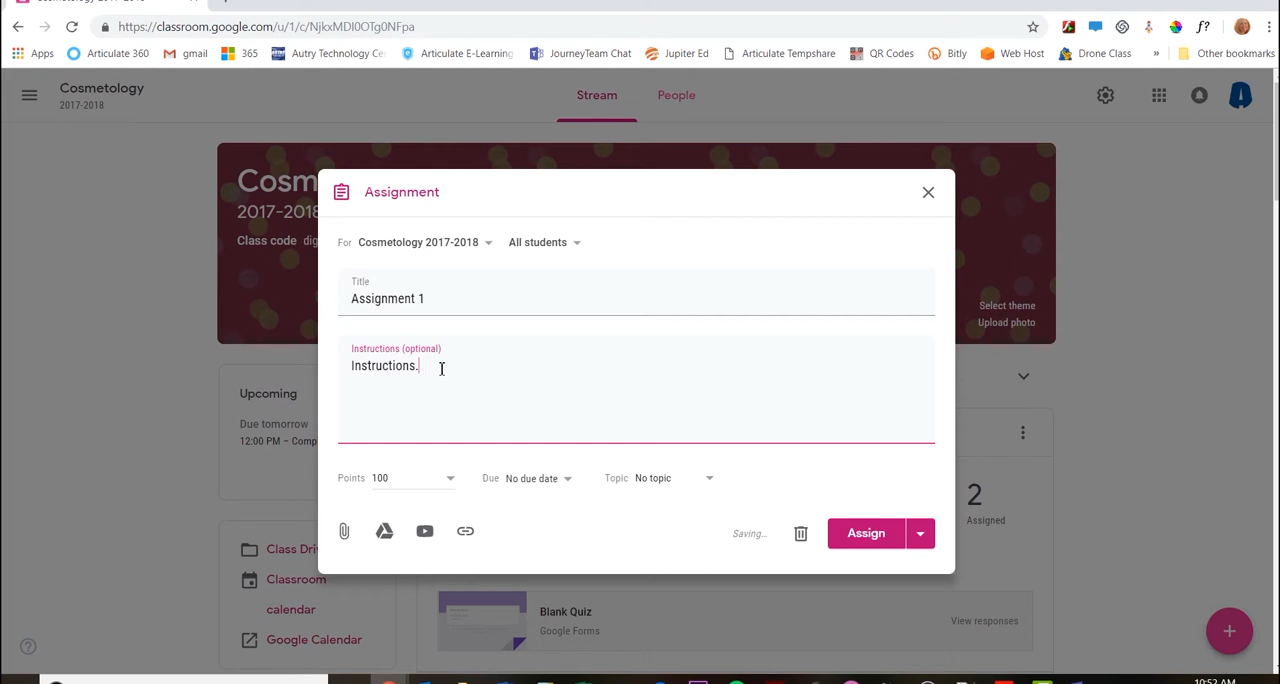 https://classroom.google.com/u/1/c/NjkxMDI0OTg0NFpa
f?
Apps
Articulate 360
gmail
365
Autry Technology Cen
Articulate E-Learning
JourneyTeam Chat
Jupiter Ed
Articulate Tempshare
QR Codes
Bitly
Web Host
Drone Class
»
Other bookmarks
Cosmetology
2017-2018
Stream
People
Cosm
2017-2018
Class code dig
Select theme
Upload photo
Assignment
For Cosmetology 2017-2018 All students
Title
Assignment 1
Instructions (optional)
Instructions.
Points 100 Due No due date Topic No topic
Saving...
Assign
Upcoming
Due tomorrow
12:00 PM – Comp
2
Assigned
Class Dri
Classroom
calendar
Google Calendar
Blank Quiz
Google Forms
View responses
10:52 AM